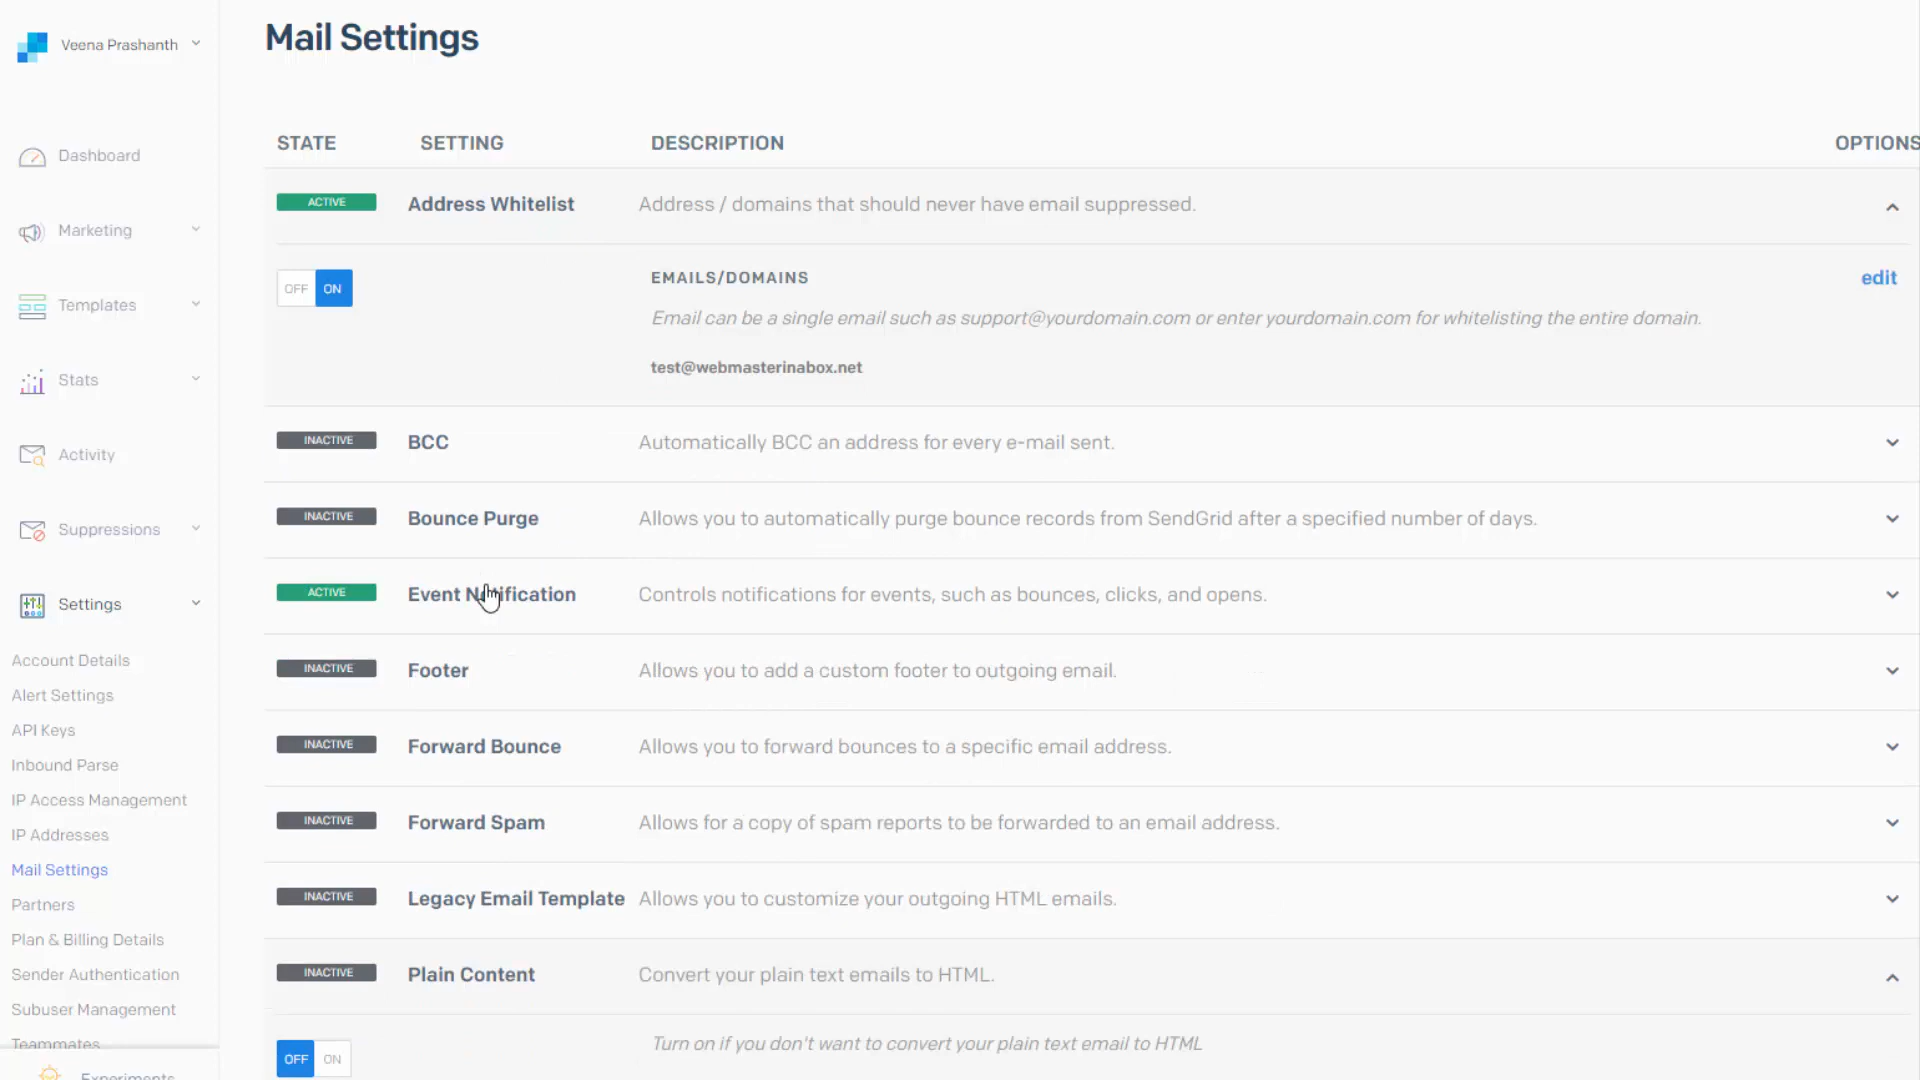 Veena Prashanth
Mail Settings
STATE SETTING DESCRIPTION OPTIONS
Dashboard
ACTIVE Address Whitelist Address / domains that should never have email suppressed.
Marketing
OFF ON EMAILS/DOMAINS edit
Templates
Email can be a single email such as support@yourdomain.com or enter yourdomain.com for whitelisting the entire domain.
test@webmasterinabox.net
Stats
INACTIVE BCC Automatically BCC an address for every e-mail sent.
Activity
INACTIVE Bounce Purge Allows you to automatically purge bounce records from SendGrid after a specified number of days.
Suppressions
ACTIVE Event Notification Controls notifications for events, such as bounces, clicks, and opens.
Settings
Account Details
INACTIVE Footer Allows you to add a custom footer to outgoing email.
Alert Settings
API Keys
INACTIVE Forward Bounce Allows you to forward bounces to a specific email address.
Inbound Parse
IP Access Management
INACTIVE Forward Spam Allows for a copy of spam reports to be forwarded to an email address.
IP Addresses
Mail Settings
INACTIVE Legacy Email Template Allows you to customize your outgoing HTML emails.
Partners
Plan & Billing Details
INACTIVE Plain Content Convert your plain text emails to HTML.
Sender Authentication
Subuser Management
Teammates
OFF ON Turn on if you don't want to convert your plain text email to HTML
Experiments